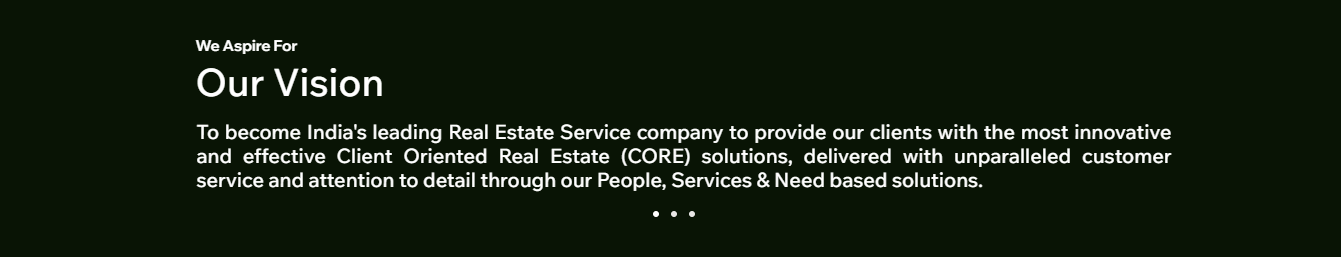 We Aspire For
Our Vision
To become India's leading Real Estate Service company to provide our clients with the most innovative
and effective Client Oriented Real Estate (CORE) solutions, delivered with unparalleled customer
service and attention to detail through our People, Services & Need based solutions.